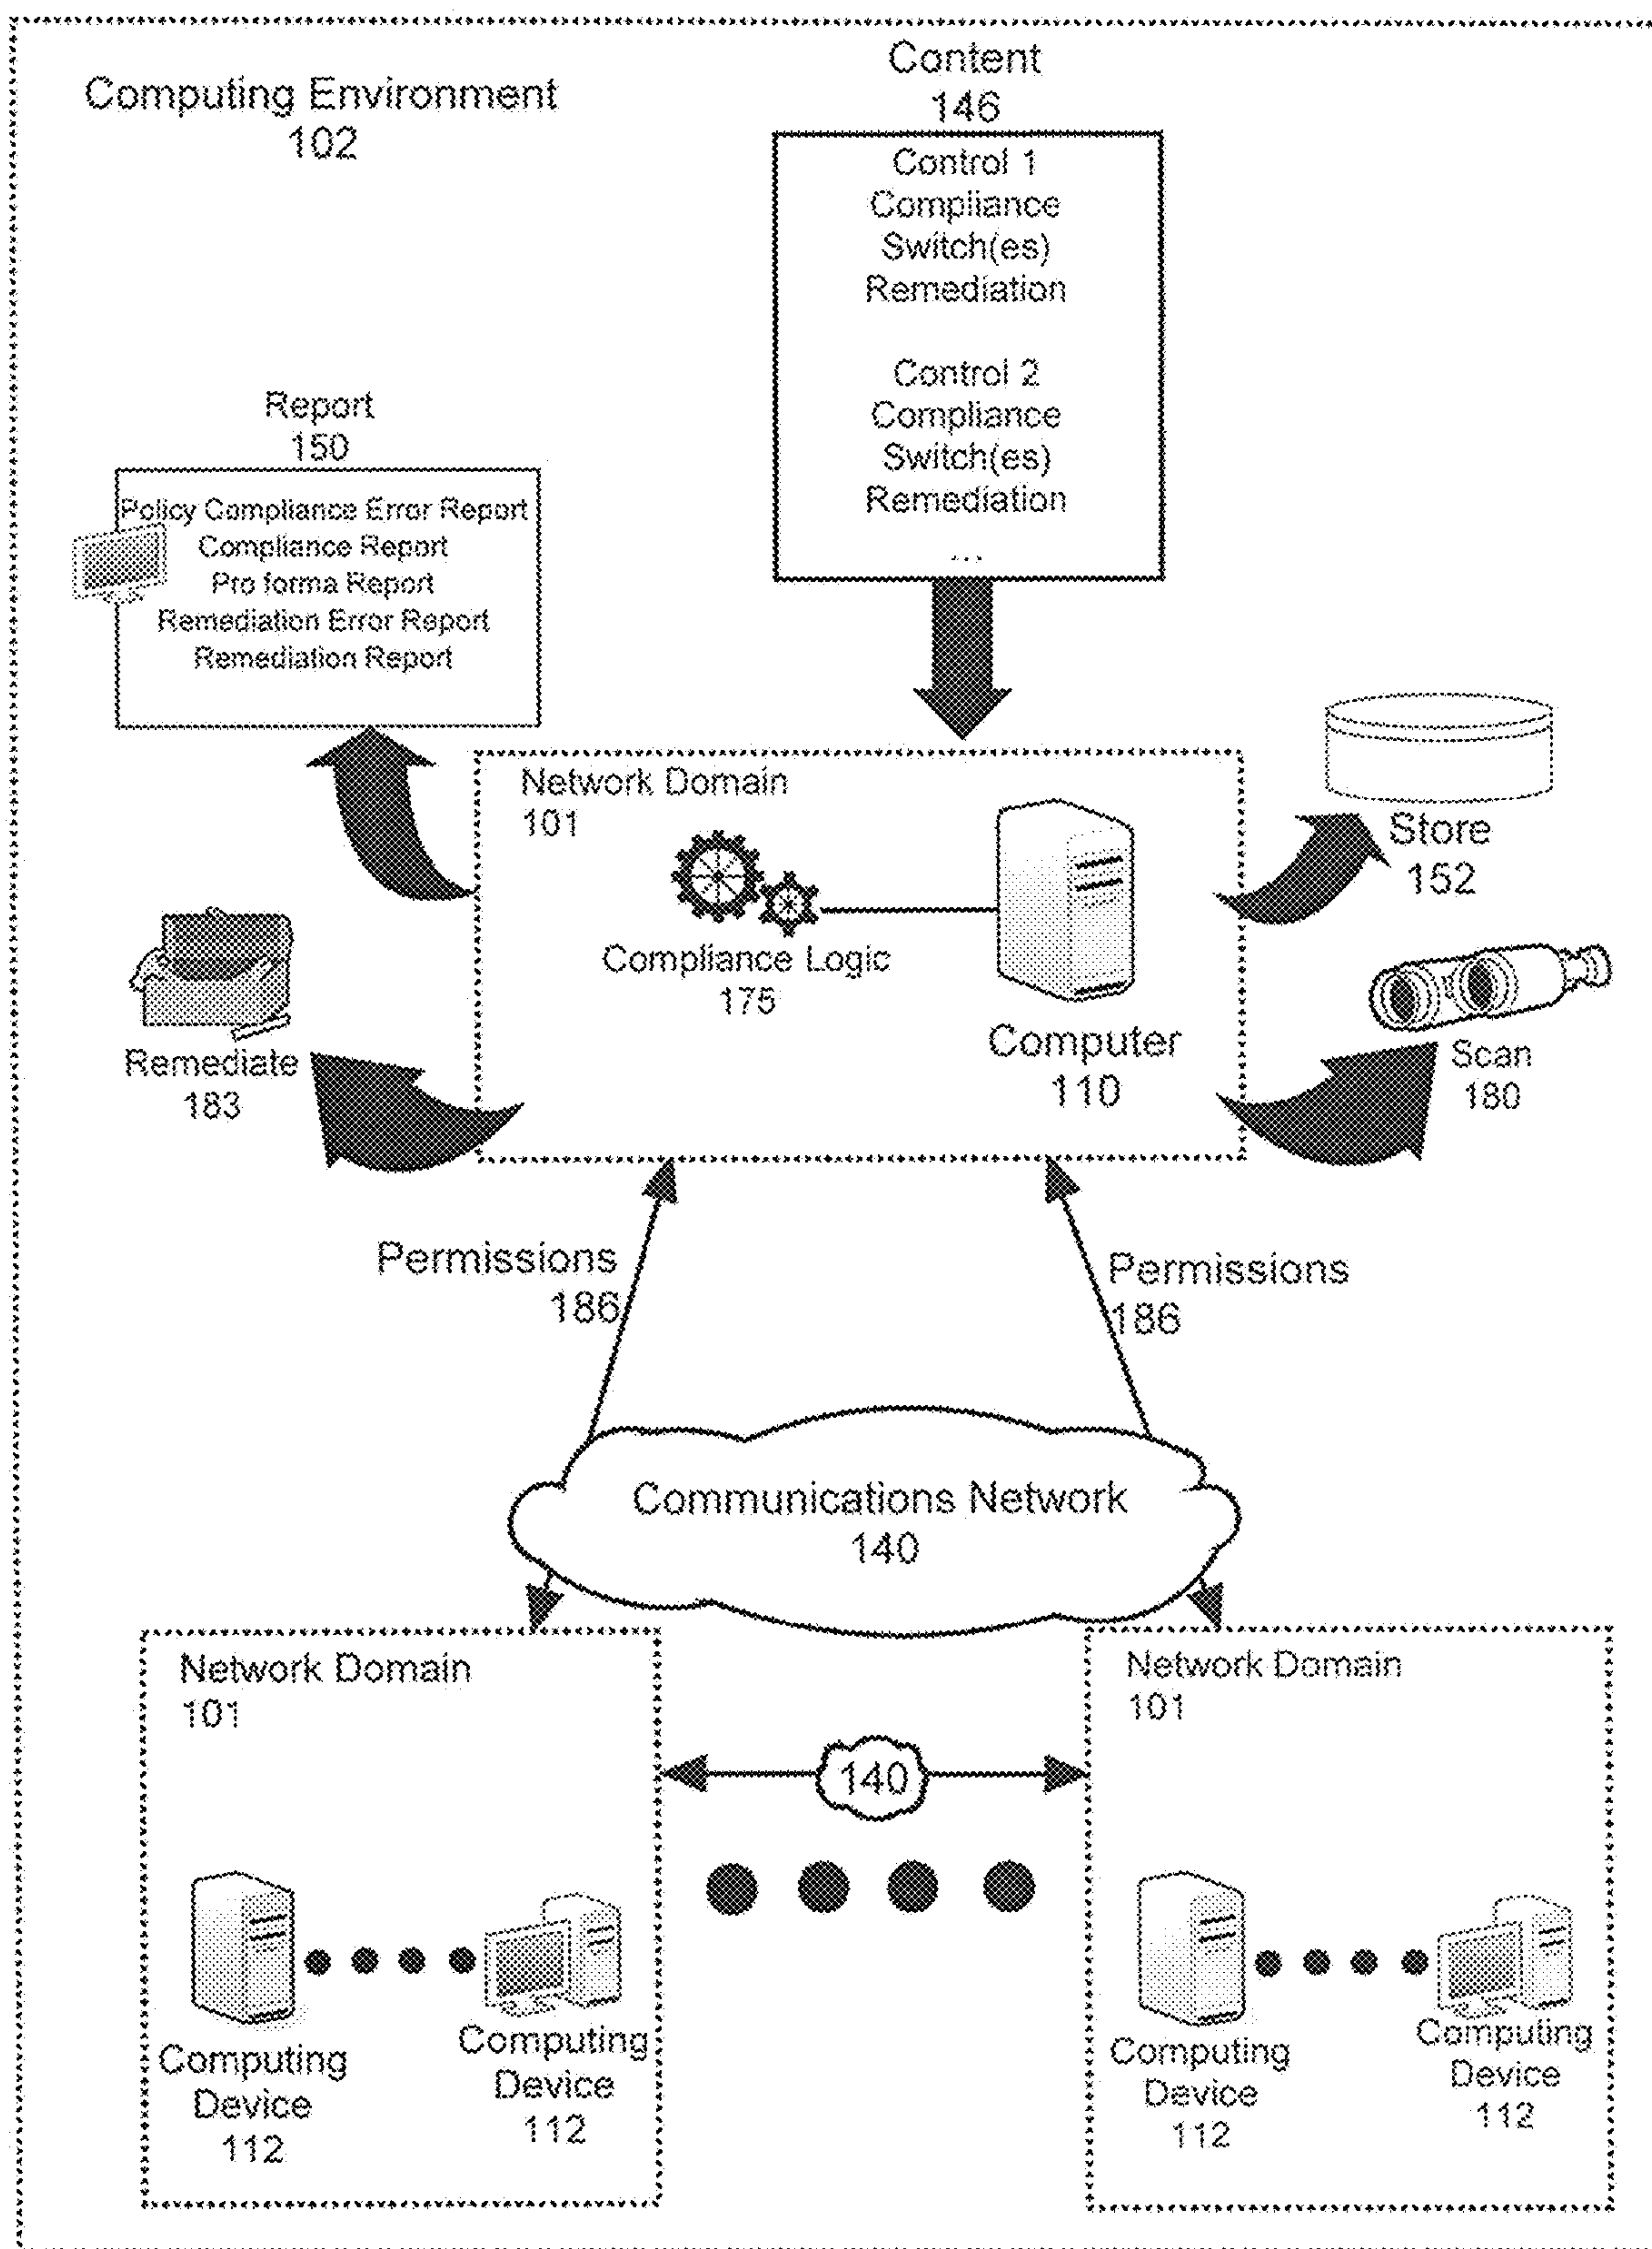 Computing Environment
102
Content
146
Control 1
Compliance
Switch(es)
Remediation
Control 2
Compliance
Switch(es)
Remediation
...
Report
150
Policy Compliance Error Report
Compliance Report
Pro forma Report
Remediation Error Report
Remediation Report
Network Domain
101
Compliance Logic
175
Computer
110
Store
152
Remediate
183
Scan
180
Permissions
186
Permissions
186
Communications Network
140
Network Domain
101
Network Domain
101
140
Computing
Device
112
Computing
Device
112
Computing
Device
112
Computing
Device
112